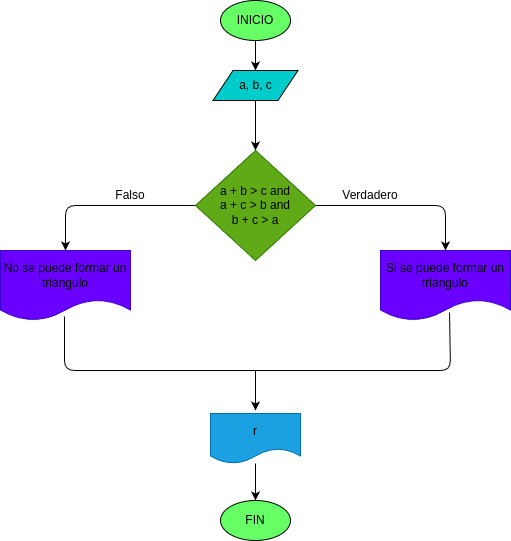 INICIO
a, b, c
a + b > c and
a + c > b and
b + c > a
Falso
Verdadero
No se puede formar un
triángulo
Si se puede formar un
triángulo
r
FIN